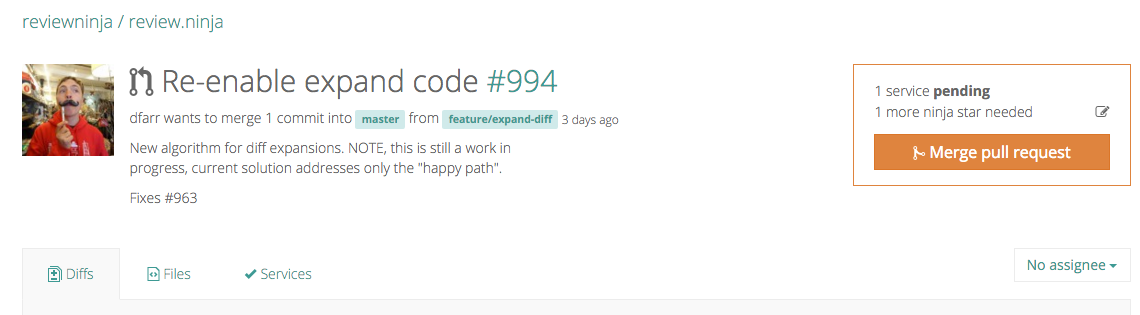 reviewninja / review.ninja
Re-enable expand code #994
dfarr wants to merge 1 commit into master from feature/expand-diff 3 days ago
New algorithm for diff expansions. NOTE, this is still a work in
progress, current solution addresses only the "happy path".
Fixes #963
1 service pending
1 more ninja star needed
Merge pull request
Diffs
Files
Services
No assignee